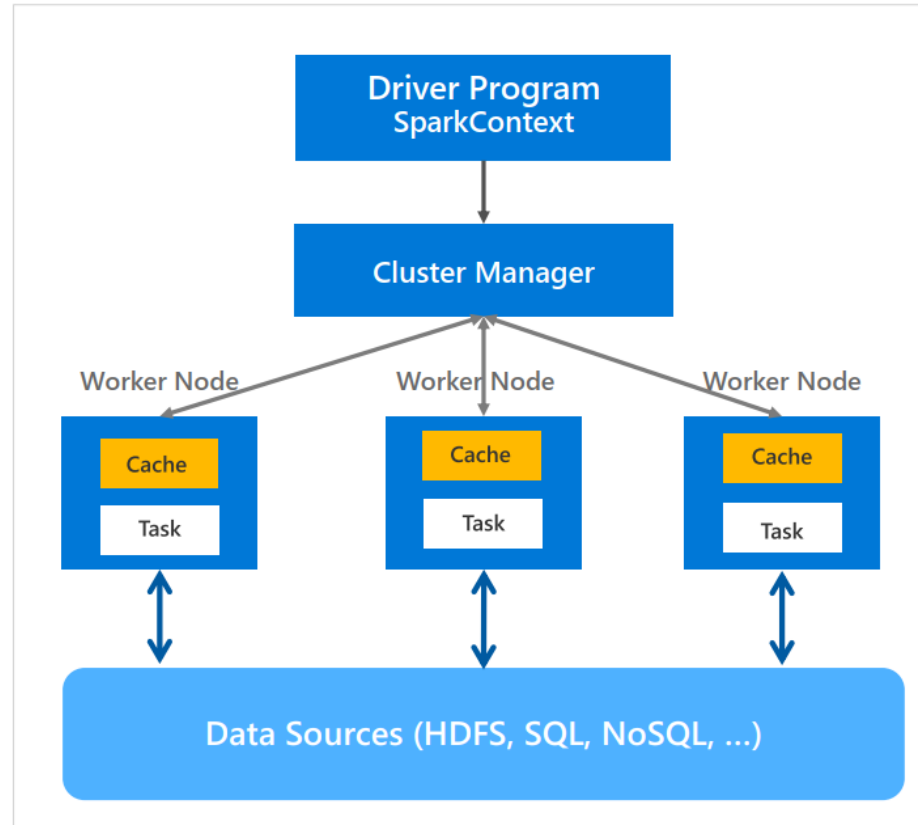 Driver Program
SparkContext
Cluster Manager
Worker Node
Worker Node
Worker Node
Cache
Cache
Cache
Task
Task
Task
Data Sources (HDFS, SQL, NoSQL, ...)